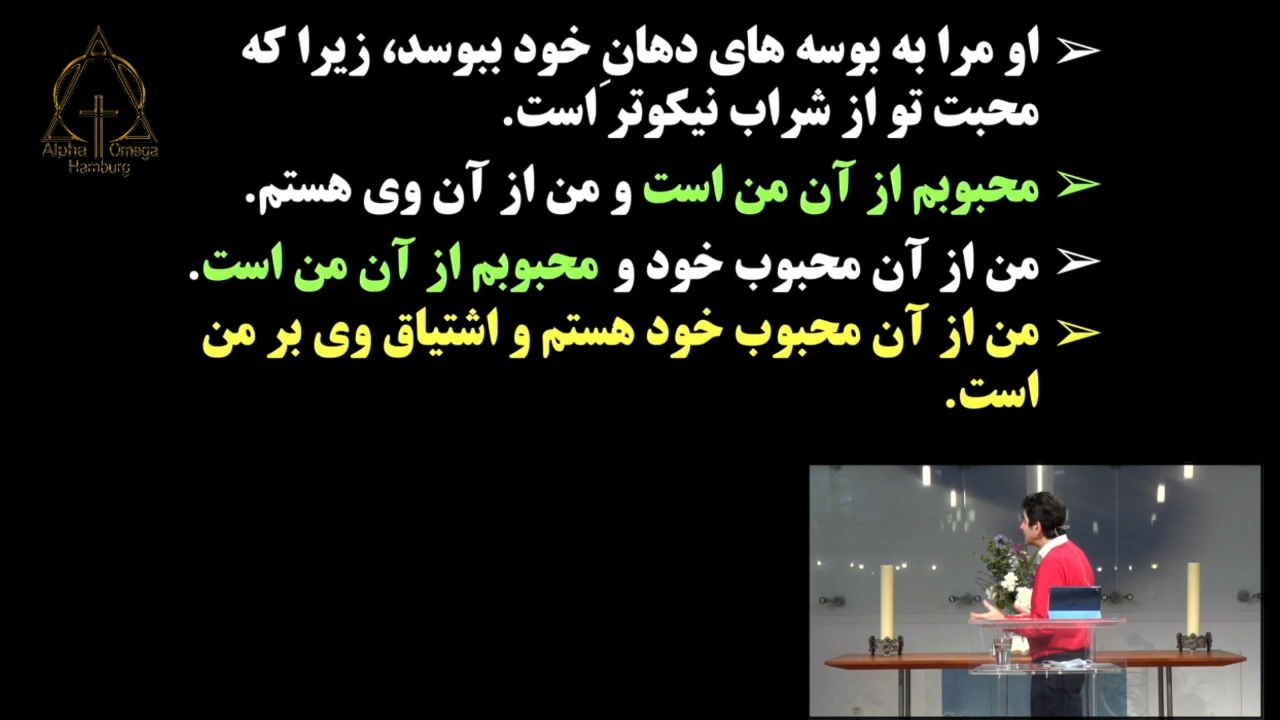 Alpha Omega
Hamburg
او مرا به بوسه های دهانِ خود ببوسد، زیرا که
محبت تو از شراب نیکوتر است.
محبوبم از آن من است و من از آن وی هستم.
من از آن محبوب خود و محبوبم از آن من است.
من از آن محبوب خود هستم و اشتیاق وی بر من
است.